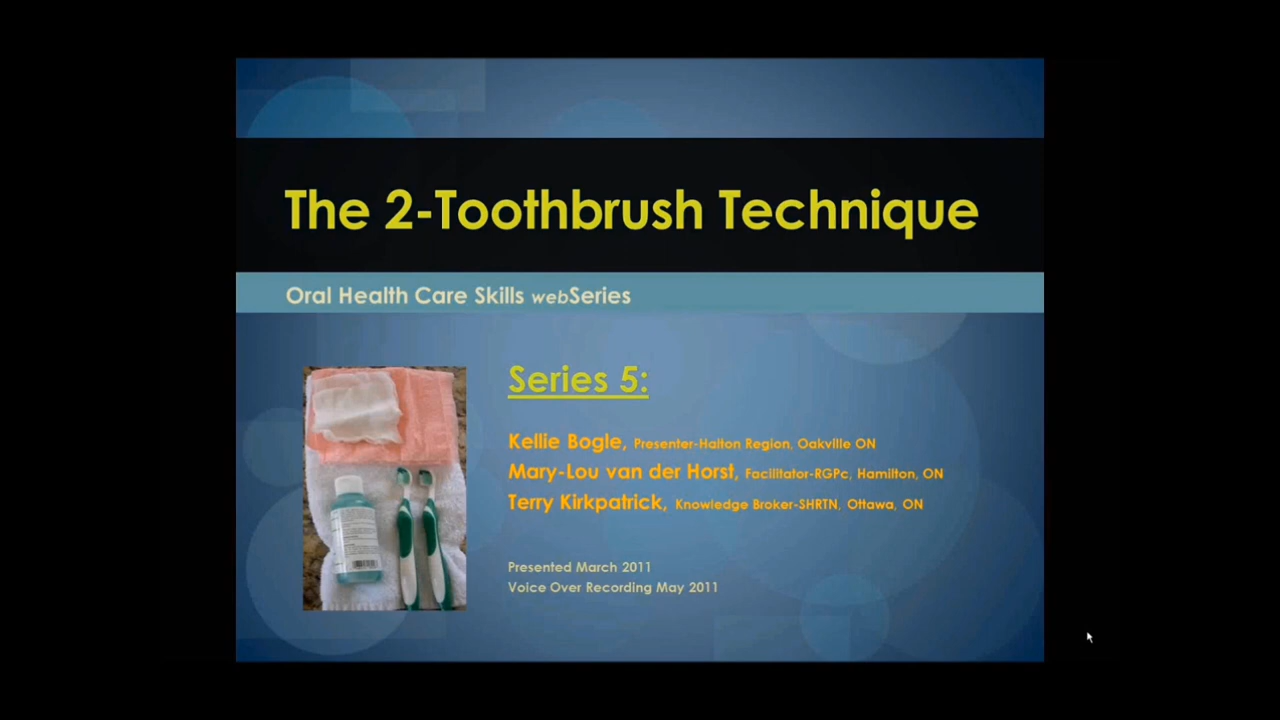 The 2-Toothbrush Technique
Oral Health Care Skills webSeries
Series 5:
Kellie Bogle, Presenter-Halton Region, Oakville ON
Mary-Lou van der Horst, Facilitator-RGPc, Hamilton, ON
Terry Kirkpatrick, Knowledge Broker-SHRTN, Ottawa, ON
Presented March 2011
Voice Over Recording May 2011